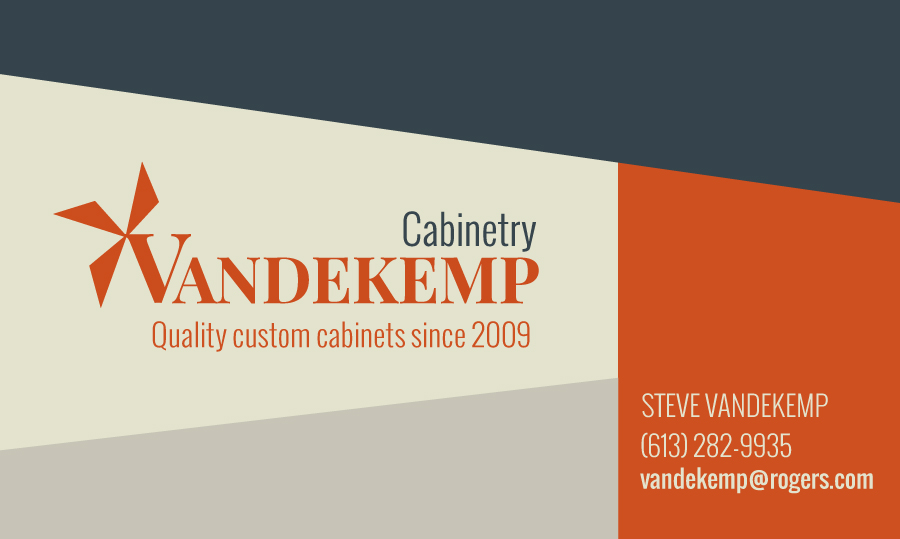 Cabinetry
VANDEKEMP
Quality custom cabinets since 2009
STEVE VANDEKEMP
(613) 282-9935
vandekemp@rogers.com